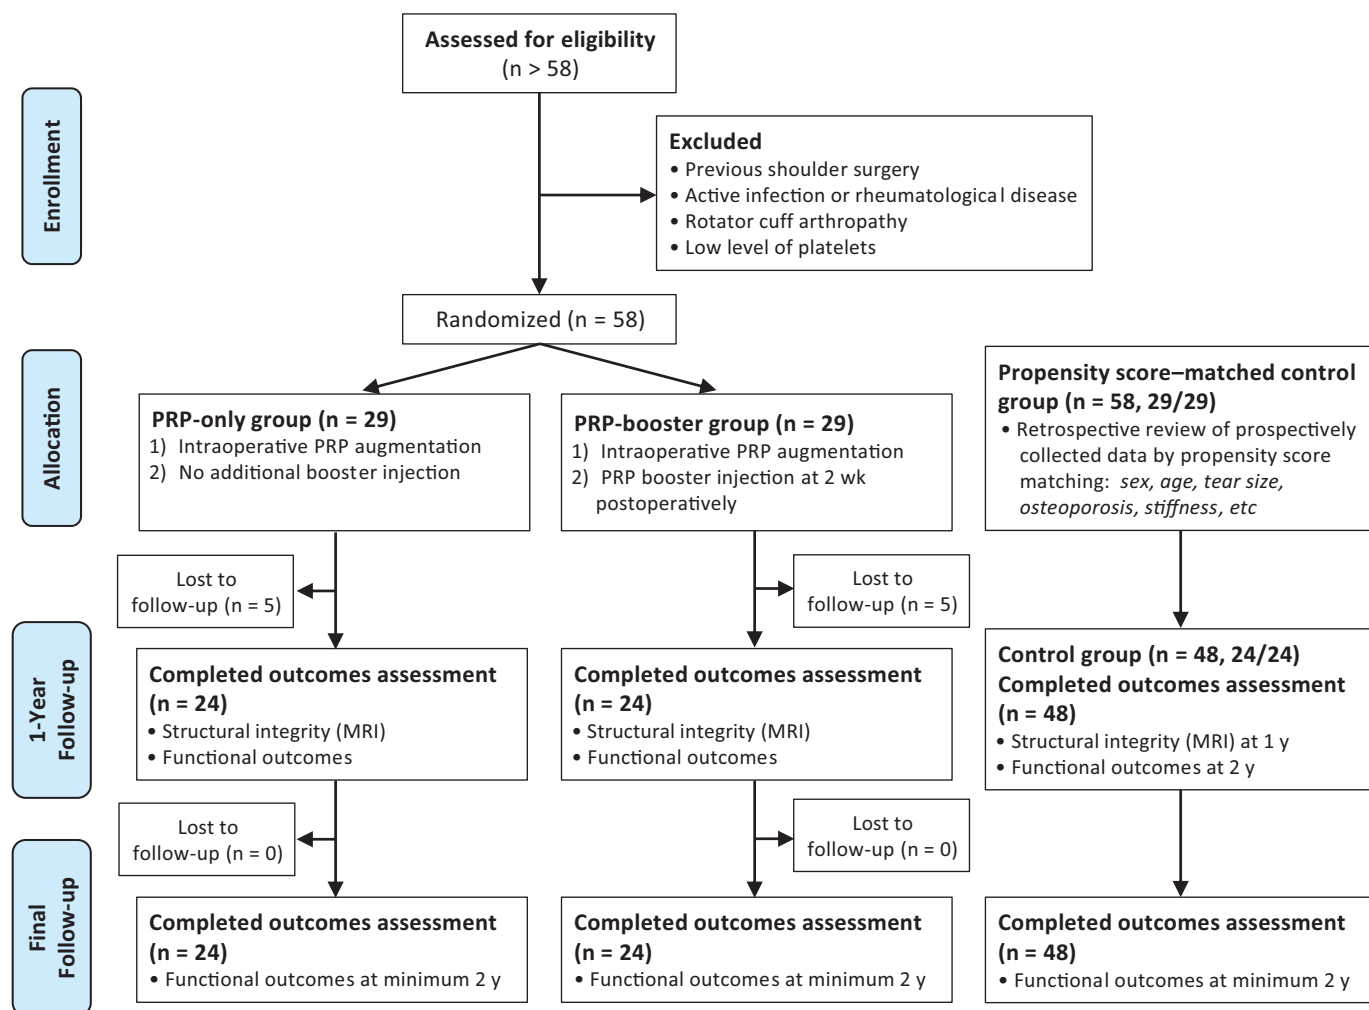 Assessed for eligibility
(n > 58)
Enrollment
Excluded
• Previous shoulder surgery
• Active infection or rheumatological disease
• Rotator cuff arthropathy
• Low level of platelets
Randomized (n = 58)
Allocation
PRP-only group (n = 29)
1) Intraoperative PRP augmentation
2) No additional booster injection
PRP-booster group (n = 29)
1) Intraoperative PRP augmentation
2) PRP booster injection at 2 wk
postoperatively
Propensity score–matched control
group (n = 58, 29/29)
• Retrospective review of prospectively
collected data by propensity score
matching: sex, age, tear size,
osteoporosis, stiffness, etc
Lost to
follow-up (n = 5)
Lost to
follow-up (n = 5)
1-Year
Follow-up
Completed outcomes assessment
(n = 24)
• Structural integrity (MRI)
• Functional outcomes
Completed outcomes assessment
(n = 24)
• Structural integrity (MRI)
• Functional outcomes
Control group (n = 48, 24/24)
Completed outcomes assessment
(n = 48)
• Structural integrity (MRI) at 1 y
• Functional outcomes at 2 y
Lost to
follow-up (n = 0)
Lost to
follow-up (n = 0)
Final
Follow-up
Completed outcomes assessment
(n = 24)
• Functional outcomes at minimum 2 y
Completed outcomes assessment
(n = 24)
• Functional outcomes at minimum 2 y
Completed outcomes assessment
(n = 48)
• Functional outcomes at minimum 2 y